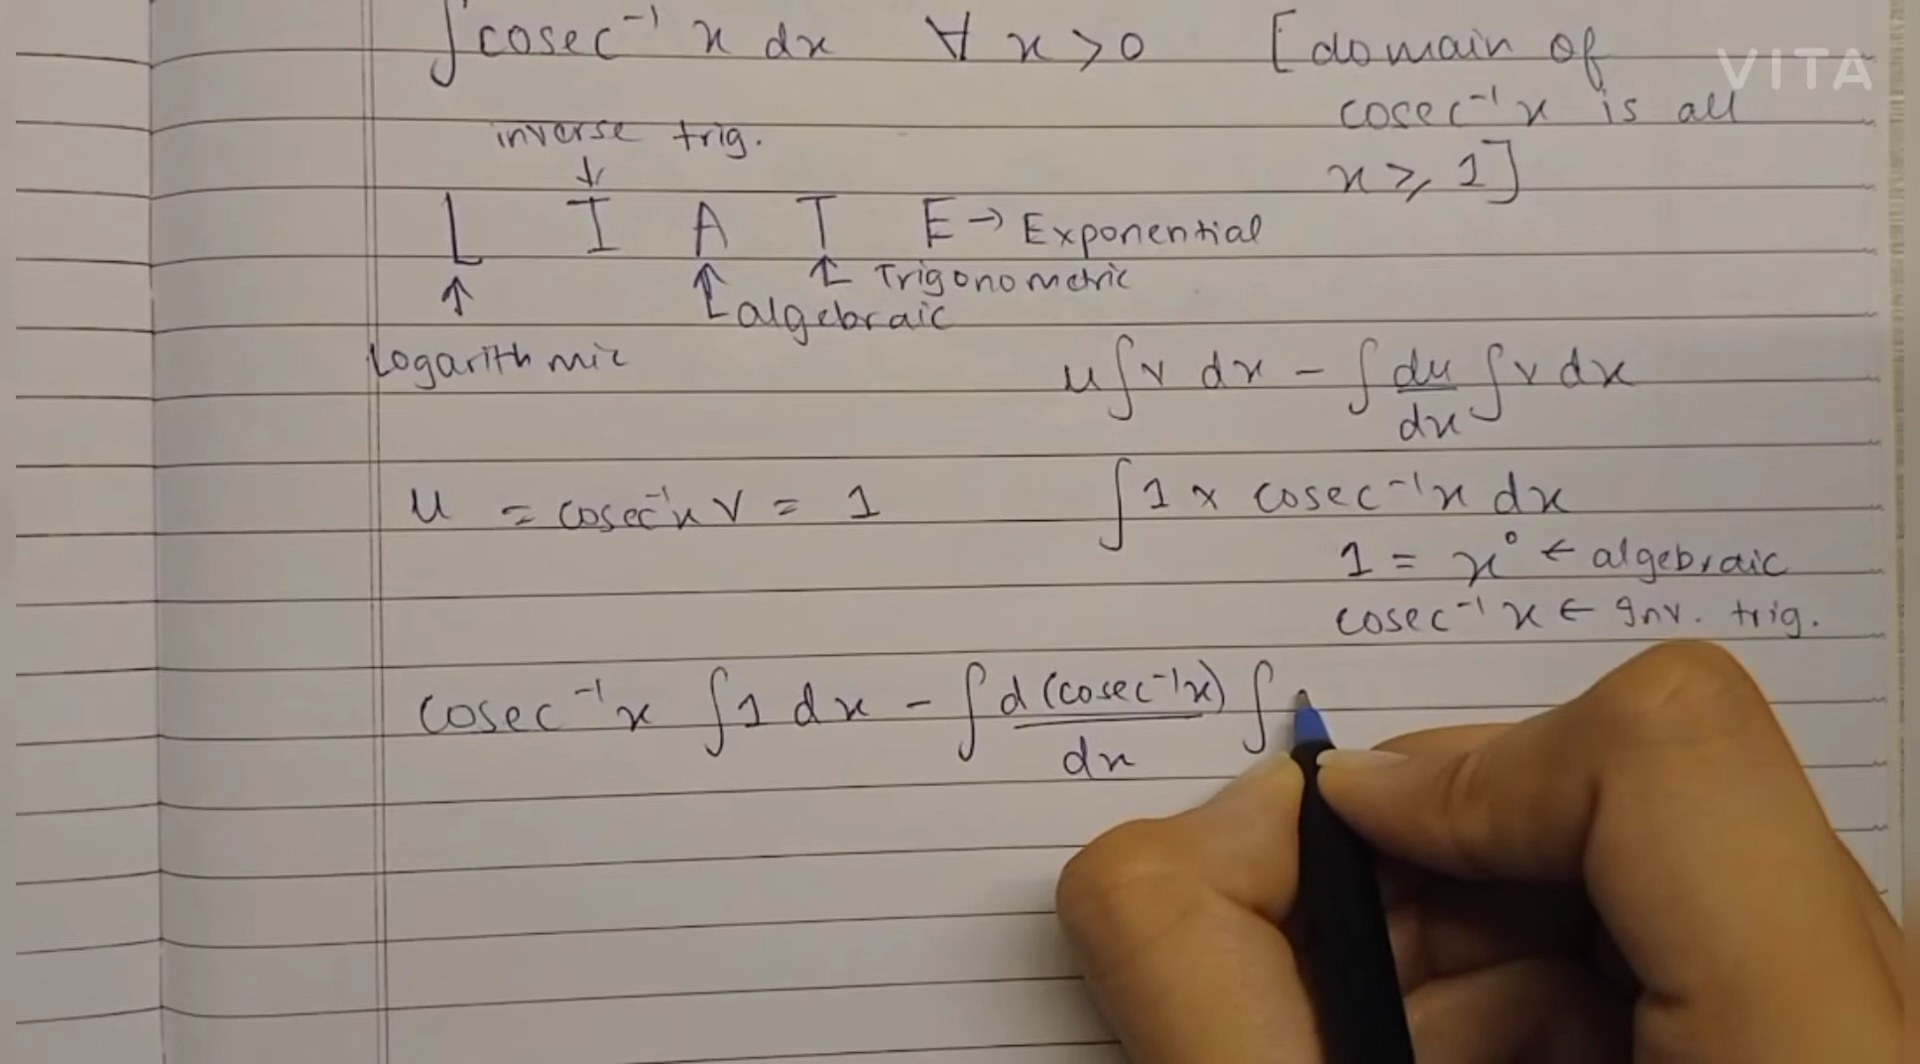 ∫cosec⁻¹ x dx ∀ x>0 [domain of
VITA
cosec⁻¹x is all
x ≥ 1]
inverse trig.
↓
L I A T E → Exponential
↑ ↑ algebraic ↑ Trigonometric
Logarithmic
u∫v dx − ∫du/dx ∫v dx
u = cosec⁻¹x v = 1 ∫1 × cosec⁻¹x dx
1 = x⁰ ← algebraic
cosec⁻¹x ← Inv. trig.
cosec⁻¹x ∫1 dx − ∫d(cosec⁻¹x)/dx ∫